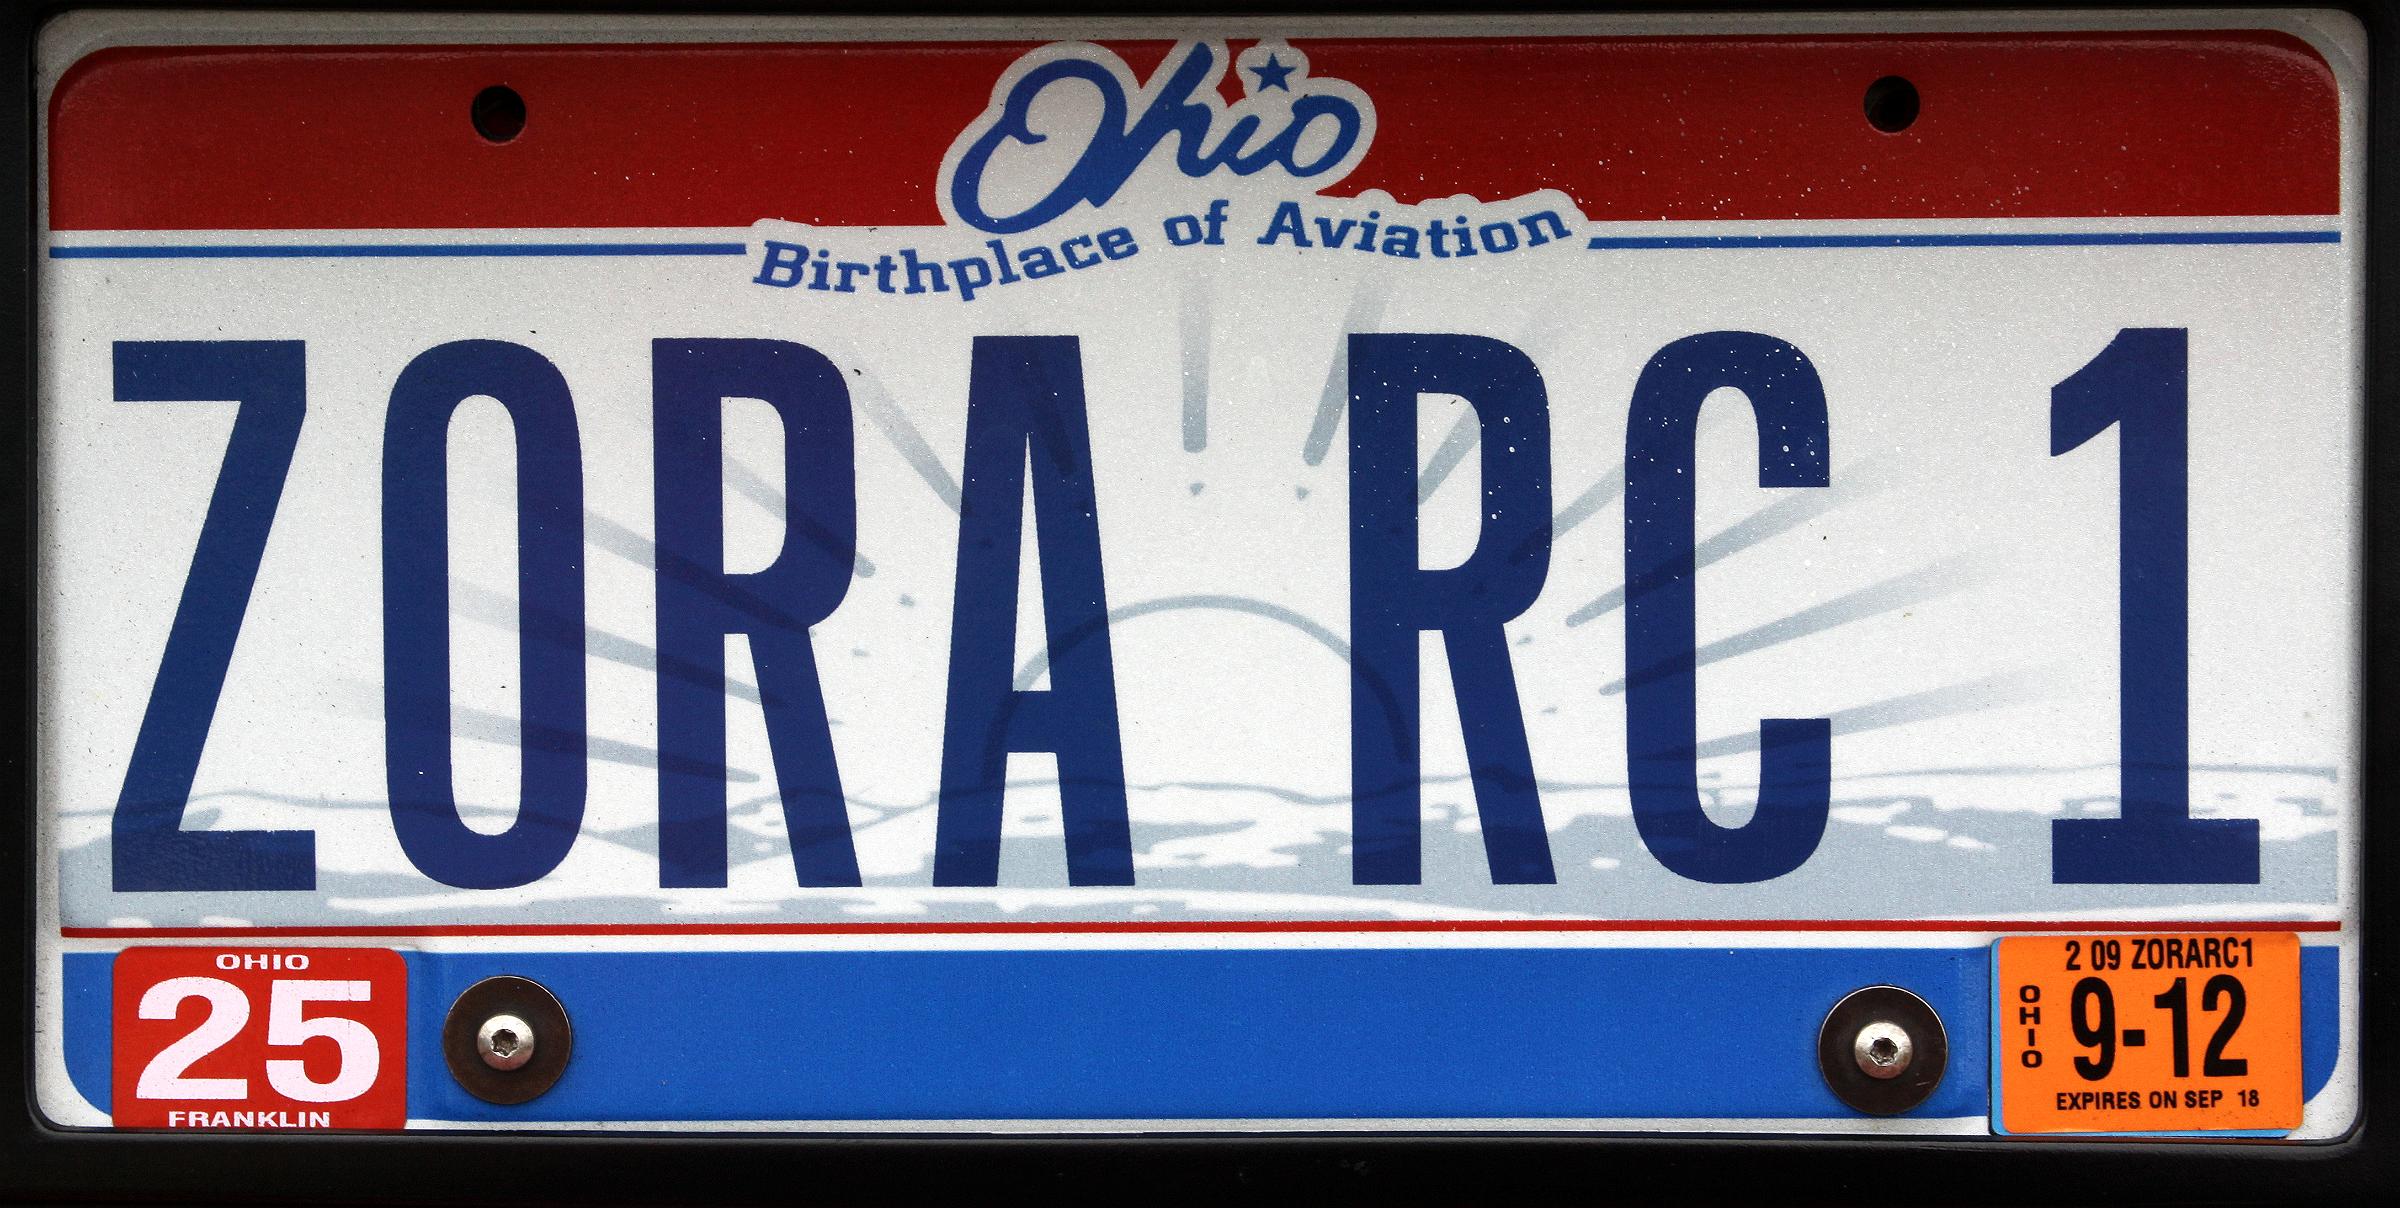 Ohio
Birthplace of Aviation
ZORA RC 1
OHIO
25
FRANKLIN
2 09 ZORARC1
OHIO
9-12
EXPIRES ON SEP 18